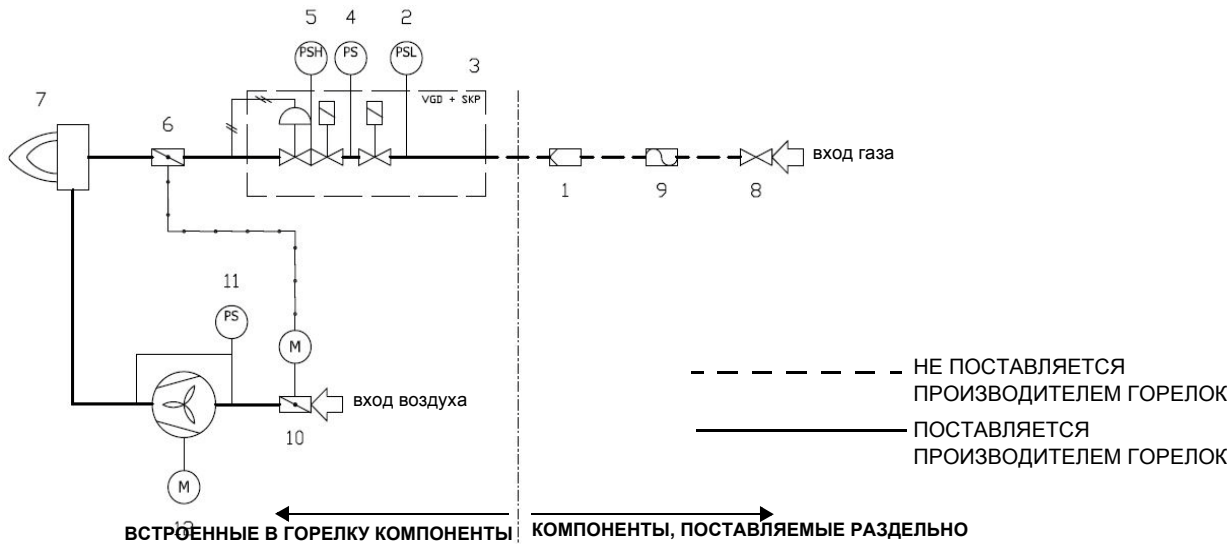 5 4 2
PSH PS PSL
3
VGD + SKP
7
6
вход газа
1 9 8
11
PS
M
вход воздуха
10
M
12
НЕ ПОСТАВЛЯЕТСЯ
ПРОИЗВОДИТЕЛЕМ ГОРЕЛОК
ПОСТАВЛЯЕТСЯ
ПРОИЗВОДИТЕЛЕМ ГОРЕЛОК
ВСТРОЕННЫЕ В ГОРЕЛКУ КОМПОНЕНТЫ
КОМПОНЕНТЫ, ПОСТАВЛЯЕМЫЕ РАЗДЕЛЬНО